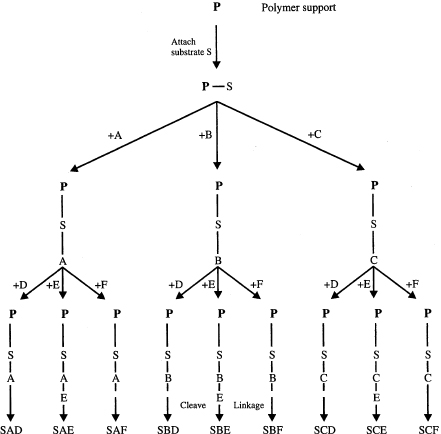 P Polymer support
Attach
substrate S
P — S
+A +B +C
P P P
S S S
A B C
+D +E +F +D +E +F +D +E +F
P P P P P P P P P
S S S S S S S S S
A A A B B B C C C
E E E
Cleave Linkage
SAD SAE SAF SBD SBE SBF SCD SCE SCF